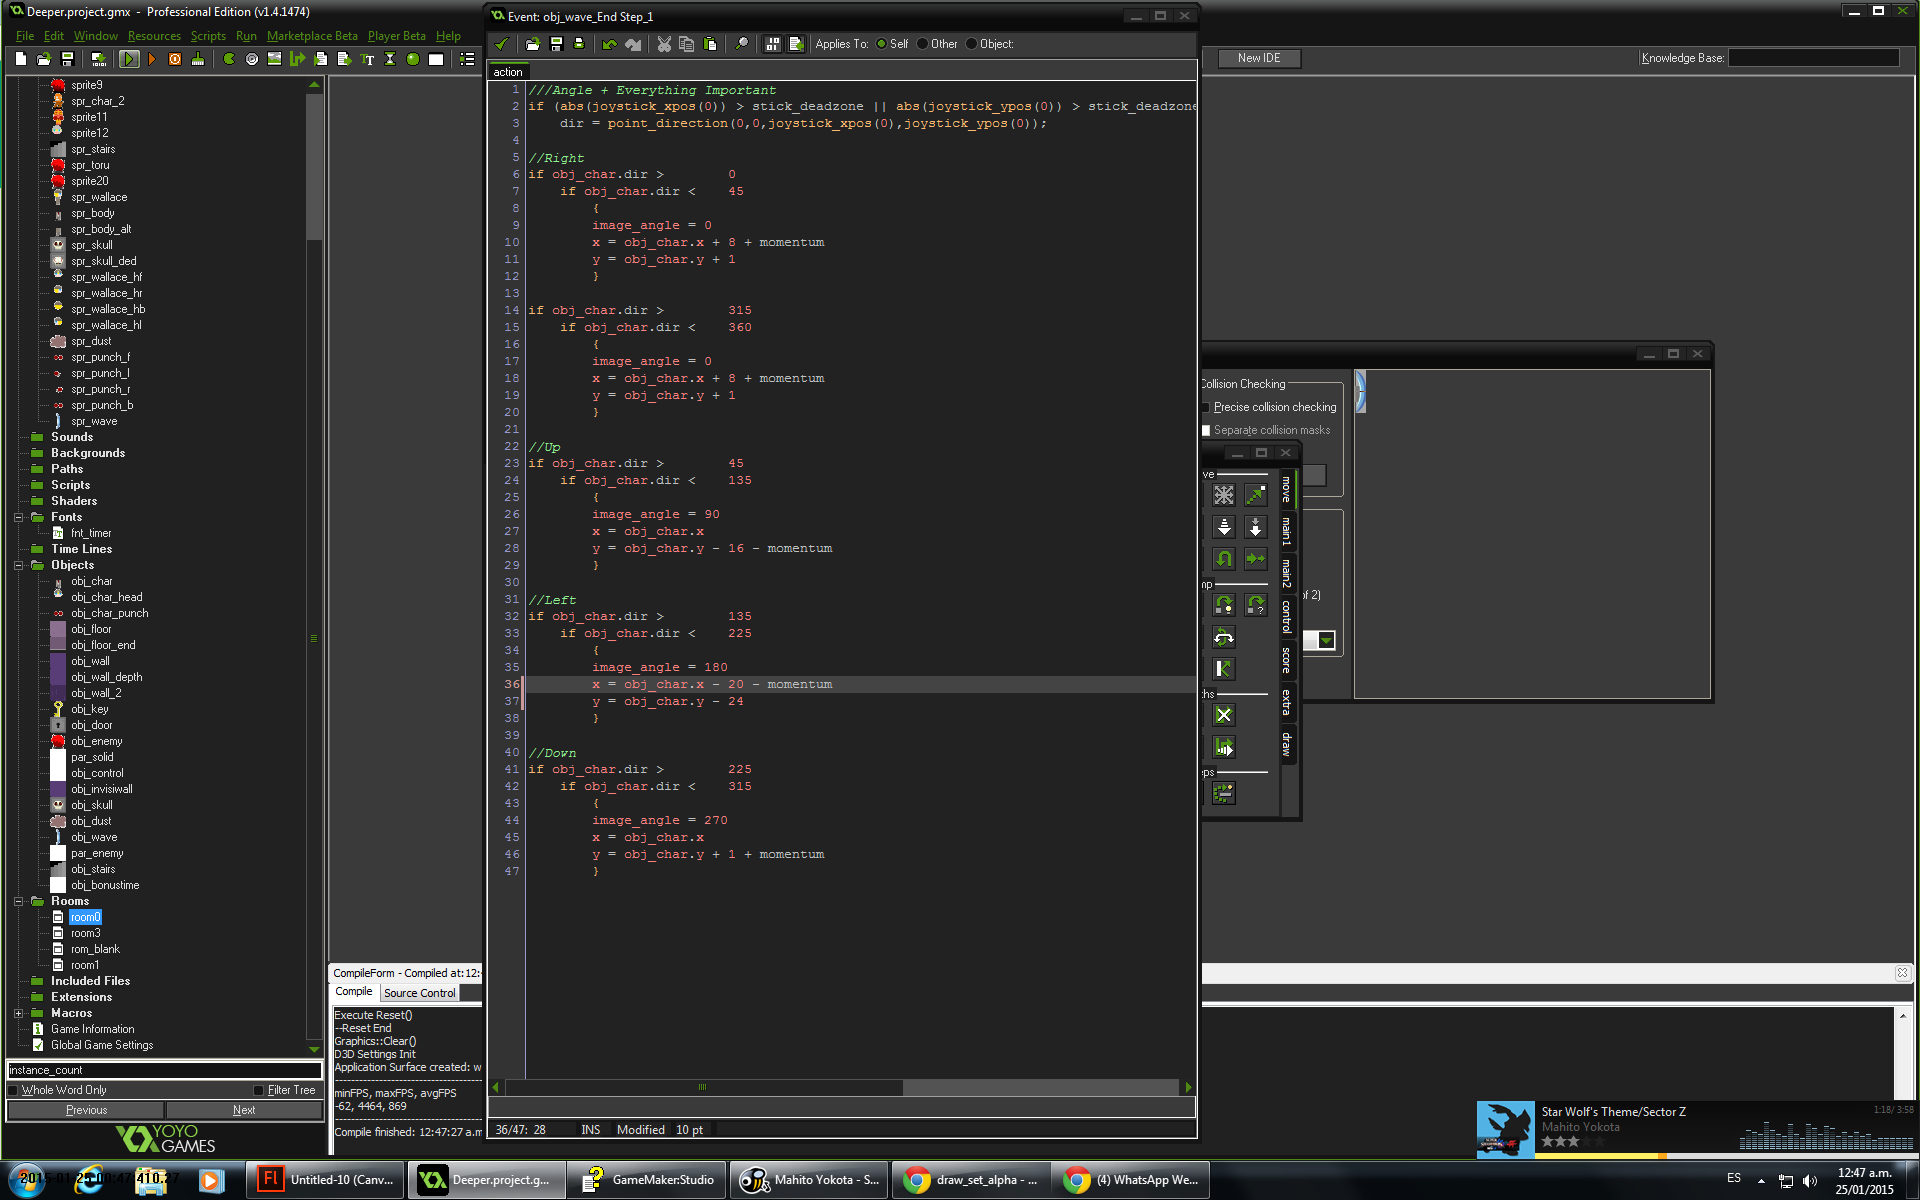 Deeper.project.gmx - Professional Edition (v1.4.1474)
File Edit Window Resources Scripts Run Marketplace Beta Player Beta Help
sprite9
spr_char_2
sprite11
sprite12
spr_stairs
spr_toru
sprite20
spr_wallace
spr_body
spr_body_alt
spr_skull
spr_skull_ded
spr_wallace_hf
spr_wallace_hr
spr_wallace_hb
spr_wallace_hl
spr_dust
spr_punch_f
spr_punch_l
spr_punch_r
spr_punch_b
spr_wave
Sounds
Backgrounds
Paths
Scripts
Shaders
Fonts
fnt_timer
Time Lines
Objects
obj_char
obj_char_head
obj_char_punch
obj_floor
obj_floor_end
obj_wall
obj_wall_depth
obj_wall_2
obj_key
obj_door
obj_enemy
par_solid
obj_control
obj_invisiwall
obj_skull
obj_dust
obj_wave
par_enemy
obj_stairs
obj_bonustime
Rooms
room0
room3
rom_blank
room1
Included Files
Extensions
Macros
Game Information
Global Game Settings
instance_count
Whole Word Only Filter Tree
Previous Next
YOYO
GAMES
Event: obj_wave_End Step_1
Applies To: Self Other Object:
action
1 ///Angle + Everything Important
2 if (abs(joystick_xpos(0)) > stick_deadzone || abs(joystick_ypos(0)) > stick_deadzone
3 dir = point_direction(0,0,joystick_xpos(0),joystick_ypos(0));
4
5 //Right
6 if obj_char.dir > 0
7 if obj_char.dir < 45
8 {
9 image_angle = 0
10 x = obj_char.x + 8 + momentum
11 y = obj_char.y + 1
12 }
13
14 if obj_char.dir > 315
15 if obj_char.dir < 360
16 {
17 image_angle = 0
18 x = obj_char.x + 8 + momentum
19 y = obj_char.y + 1
20 }
21
22 //Up
23 if obj_char.dir > 45
24 if obj_char.dir < 135
25 {
26 image_angle = 90
27 x = obj_char.x
28 y = obj_char.y - 16 - momentum
29 }
30
31 //Left
32 if obj_char.dir > 135
33 if obj_char.dir < 225
34 {
35 image_angle = 180
36 x = obj_char.x - 20 - momentum
37 y = obj_char.y - 24
38 }
39
40 //Down
41 if obj_char.dir > 225
42 if obj_char.dir < 315
43 {
44 image_angle = 270
45 x = obj_char.x
46 y = obj_char.y + 1 + momentum
47 }
36/47: 28 INS Modified 10 pt
New IDE
Knowledge Base:
Collision Checking
Precise collision checking
Separate collision masks
of 2)
move
main1
main2
control
score
extra
draw
CompileForm - Compiled at:12:
Compile Source Control
Execute Reset()
--Reset End
Graphics::Clear()
D3D Settings Init
Application Surface created: w
minFPS, maxFPS, avgFPS
-62, 4464, 869
Compile finished: 12:47:27 a.m
Star Wolf's Theme/Sector Z
Mahito Yokota
1:18/ 3:58
Untitled-10 (Canv...
Deeper.project.g...
GameMaker:Studio
Mahito Yokota - S...
draw_set_alpha - ...
(4) WhatsApp We...
ES
12:47 a.m.
25/01/2015